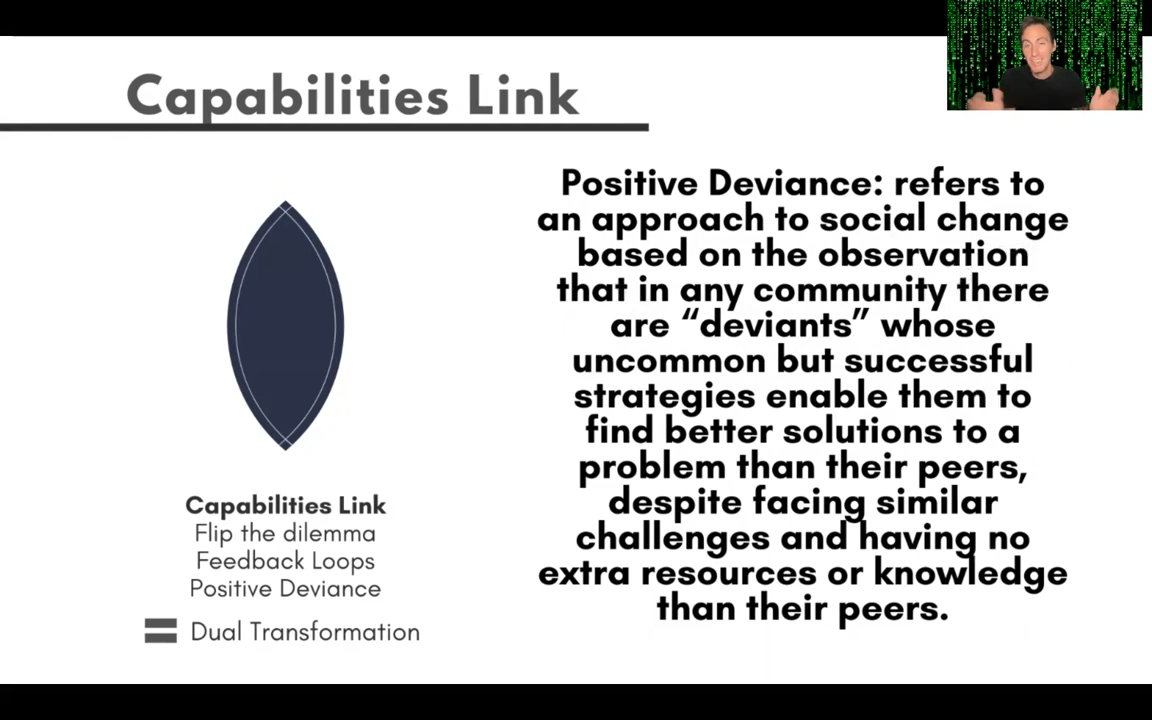 Capabilities Link
Positive Deviance: refers to
an approach to social change
based on the observation
that in any community there
are “deviants” whose
uncommon but successful
strategies enable them to
find better solutions to a
problem than their peers,
despite facing similar
challenges and having no
extra resources or knowledge
than their peers.
Capabilities Link
Flip the dilemma
Feedback Loops
Positive Deviance
= Dual Transformation